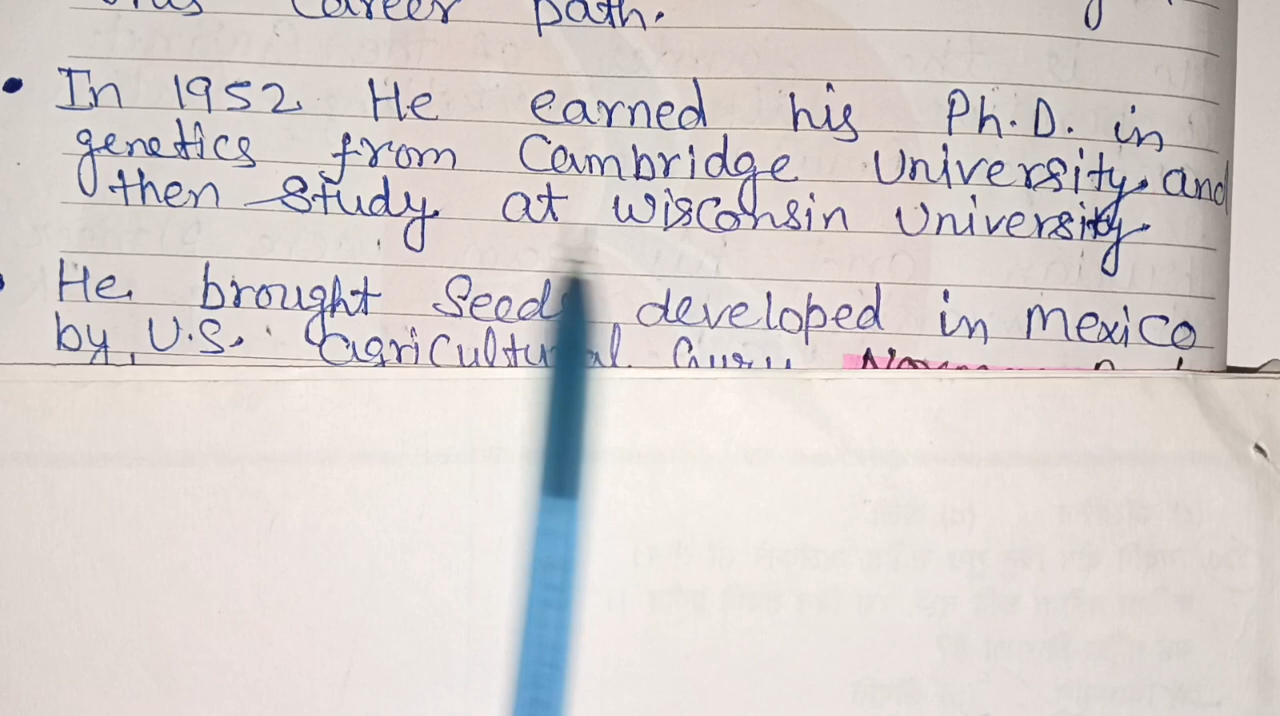 career path.
• In 1952 He earned his Ph.D. in
genetics from Cambridge University, and
then study at Wisconsin University.
He brought Seeds developed in mexico
by U.S. agricultural Guru